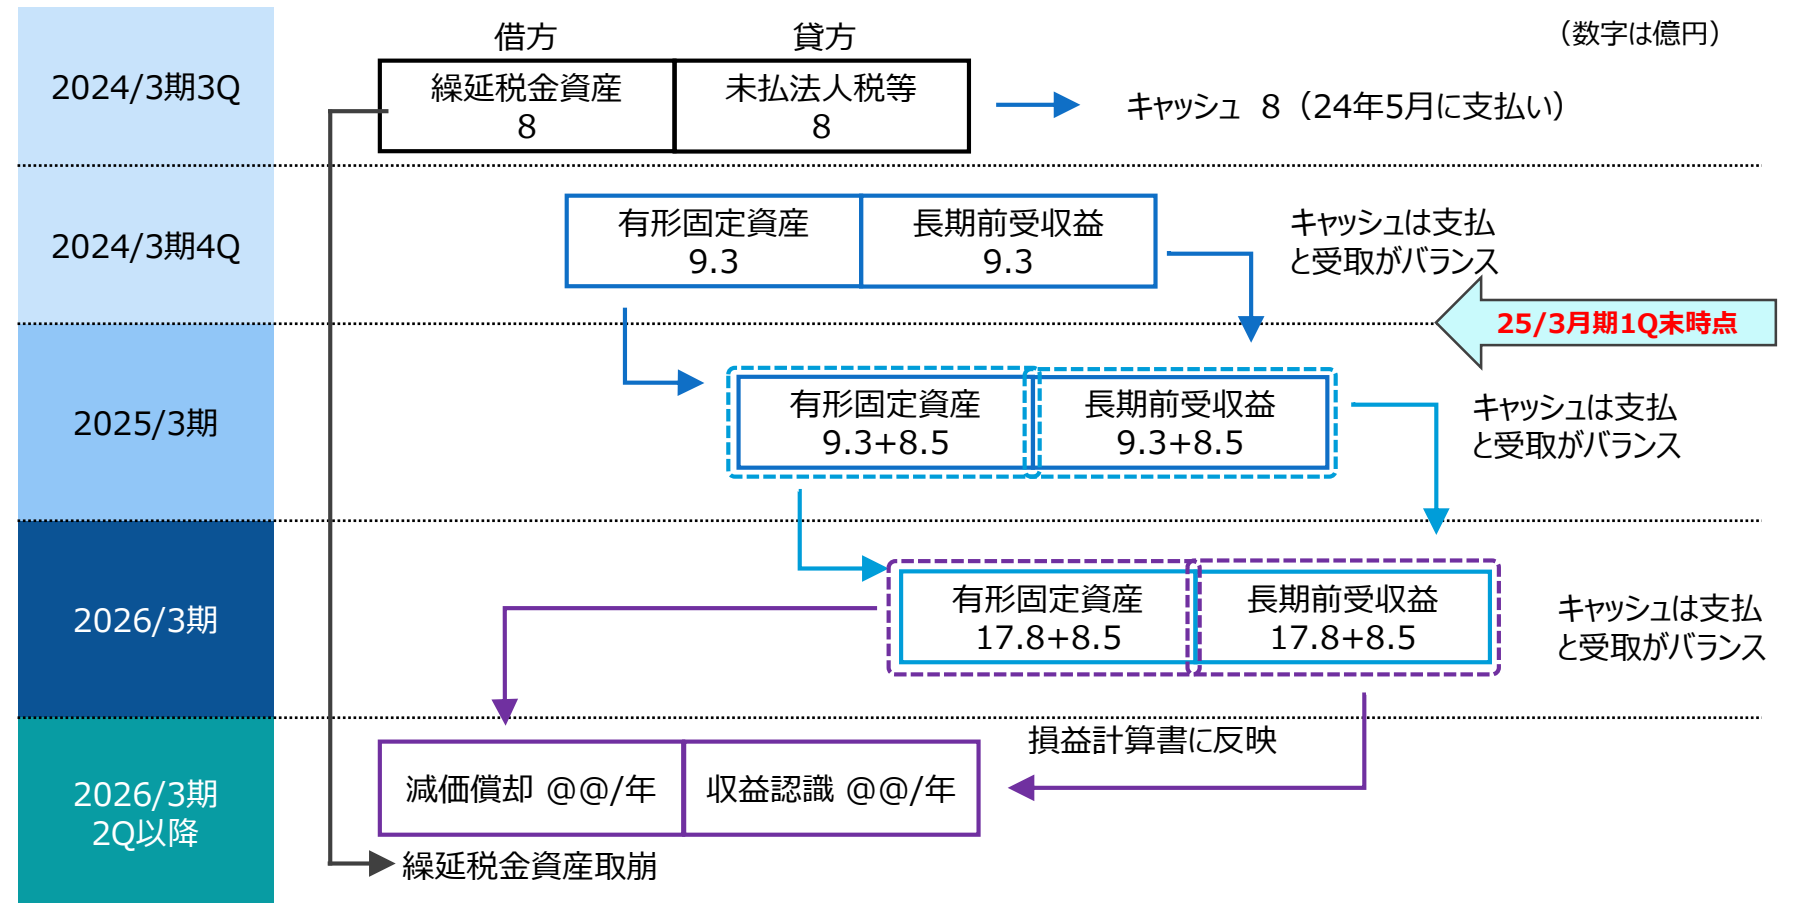 (数字は億円)
借方
貸方
2024/3期3Q
繰延税金資産
8
未払法人税等
8
キャッシュ 8(24年5月に支払い)
2024/3期4Q
有形固定資産
9.3
長期前受収益
9.3
キャッシュは支払
と受取がバランス
25/3月期1Q末時点
2025/3期
有形固定資産
9.3+8.5
長期前受収益
9.3+8.5
キャッシュは支払
と受取がバランス
2026/3期
有形固定資産
17.8+8.5
長期前受収益
17.8+8.5
キャッシュは支払
と受取がバランス
2026/3期
2Q以降
損益計算書に反映
減価償却 @@/年
収益認識 @@/年
繰延税金資産取崩